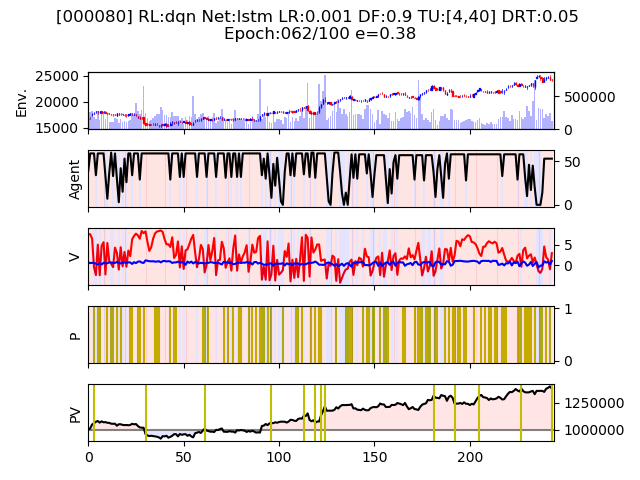 [000080] RL:dqn Net:lstm LR:0.001 DF:0.9 TU:[4,40] DRT:0.05
Epoch:062/100 e=0.38
Env.
25000
20000
15000
500000
0
Agent
50
0
V
5
0
P
1
0
PV
1250000
1000000
0 50 100 150 200